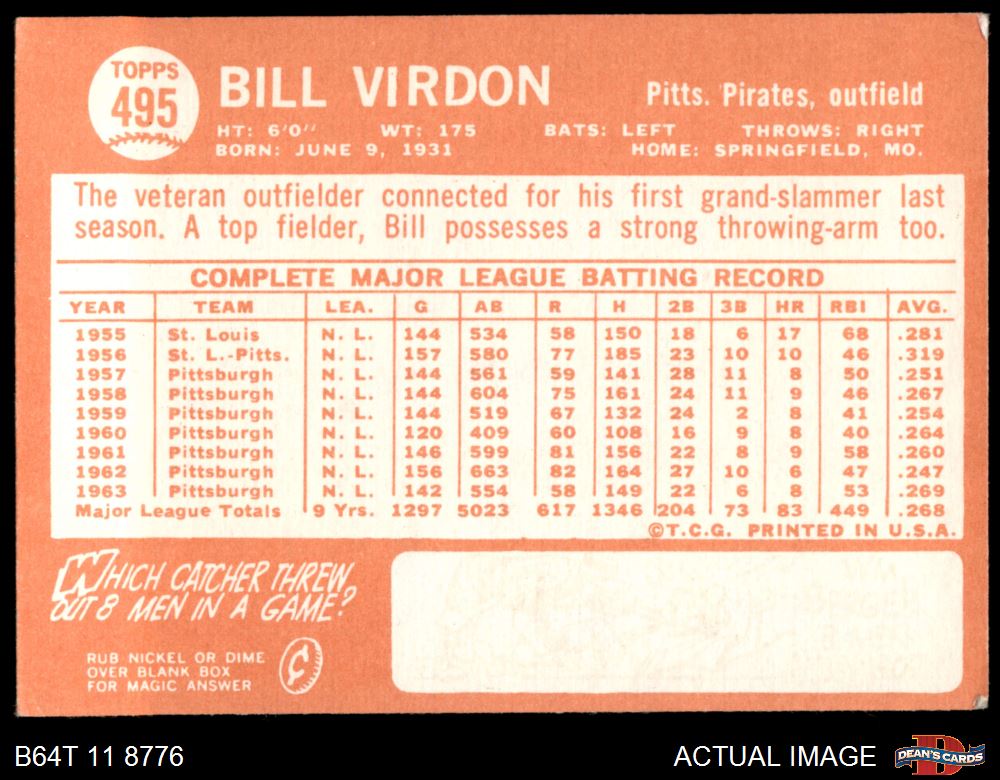 TOPPS
495
BILL VIRDON
Pitts. Pirates, outfield
HT: 6'0" WT: 175 BATS: LEFT THROWS: RIGHT
BORN: JUNE 9, 1931 HOME: SPRINGFIELD, MO.
The veteran outfielder connected for his first grand-slammer last
season. A top fielder, Bill possesses a strong throwing-arm too.
COMPLETE MAJOR LEAGUE BATTING RECORD
YEAR TEAM LEA. G AB R H 2B 3B HR RBI AVG.
1955 St. Louis N. L. 144 534 58 150 18 6 17 68 .281
1956 St. L.-Pitts. N. L. 157 580 77 185 23 10 10 46 .319
1957 Pittsburgh N. L. 144 561 59 141 28 11 8 50 .251
1958 Pittsburgh N. L. 144 604 75 161 24 11 9 46 .267
1959 Pittsburgh N. L. 144 519 67 132 24 2 8 41 .254
1960 Pittsburgh N. L. 120 409 60 108 16 9 8 40 .264
1961 Pittsburgh N. L. 146 599 81 156 22 8 9 58 .260
1962 Pittsburgh N. L. 156 663 82 164 27 10 6 47 .247
1963 Pittsburgh N. L. 142 554 58 149 22 6 8 53 .269
Major League Totals 9 Yrs. 1297 5023 617 1346 204 73 83 449 .268
©T.C.G. PRINTED IN U.S.A.
WHICH CATCHER THREW
OUT 8 MEN IN A GAME?
RUB NICKEL OR DIME
OVER BLANK BOX
FOR MAGIC ANSWER
¢
B64T 11 8776
ACTUAL IMAGE
D
DEAN'S CARDS